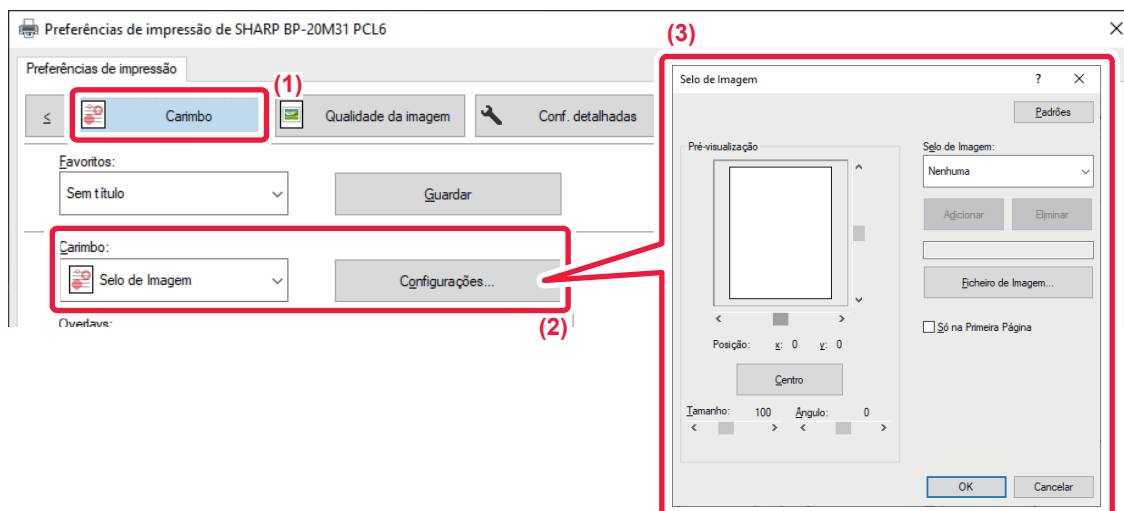 Preferências de impressão de SHARP BP-20M31 PCL6
Preferências de impressão
(1)
≤ Carimbo Qualidade da imagem Conf. detalhadas
Favoritos:
Sem título Guardar
Carimbo:
Selo de Imagem Configurações...
(2)
Overlays:
(3)
Selo de Imagem ?
Padrões
Pré-visualização
Selo de Imagem:
Nenhuma
Adicionar Eliminar
Ficheiro de Imagem...
Só na Primeira Página
Posição: x: 0 y: 0
Centro
Tamanho: 100 Ângulo: 0
OK Cancelar